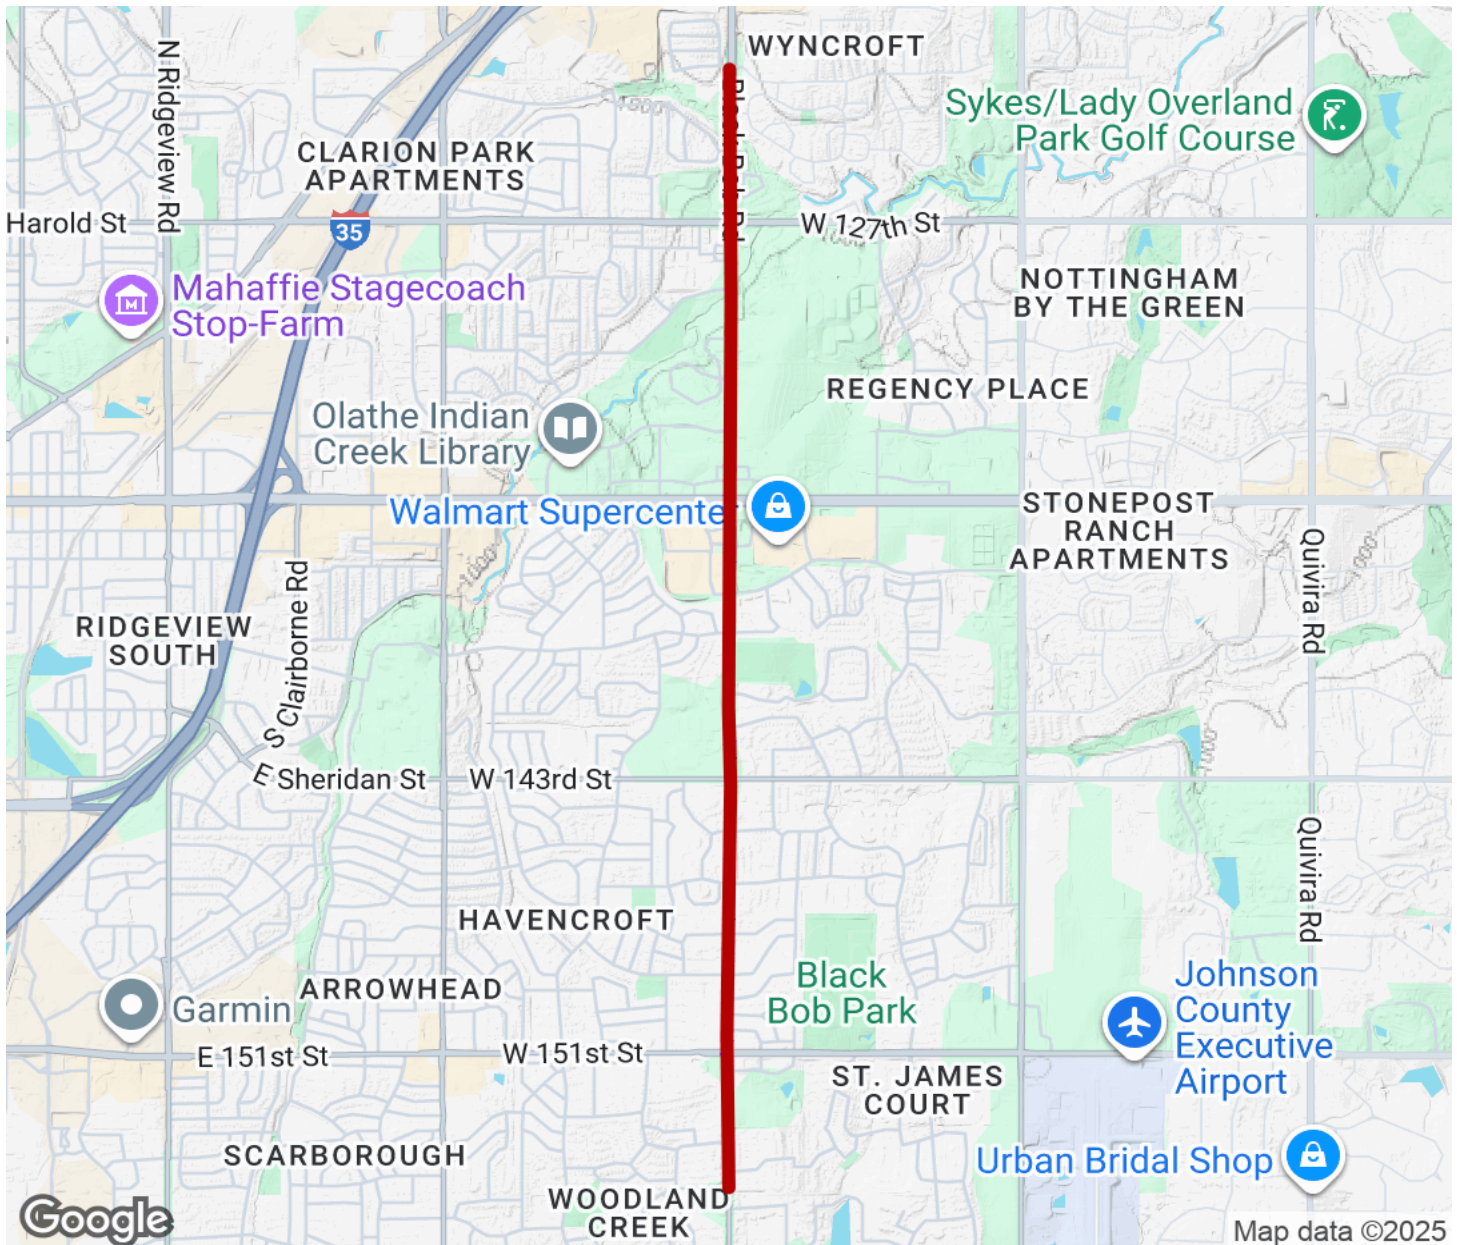 WYNCROFT
N Ridgeview Rd
Sykes/Lady Overland
Park Golf Course
CLARION PARK
APARTMENTS
Harold St
35
W 127th St
Mahaffie Stagecoach
Stop-Farm
NOTTINGHAM
BY THE GREEN
REGENCY PLACE
Olathe Indian
Creek Library
Walmart Supercenter
STONEPOST
RANCH
APARTMENTS
Quivira Rd
S Clairborne Rd
RIDGEVIEW
SOUTH
E Sheridan St
W 143rd St
Quivira Rd
HAVENCROFT
Black
Bob Park
Johnson
County
Executive
Airport
ARROWHEAD
Garmin
E 151st St
W 151st St
ST. JAMES
COURT
SCARBOROUGH
Urban Bridal Shop
WOODLAND
CREEK
Google
Map data ©2025